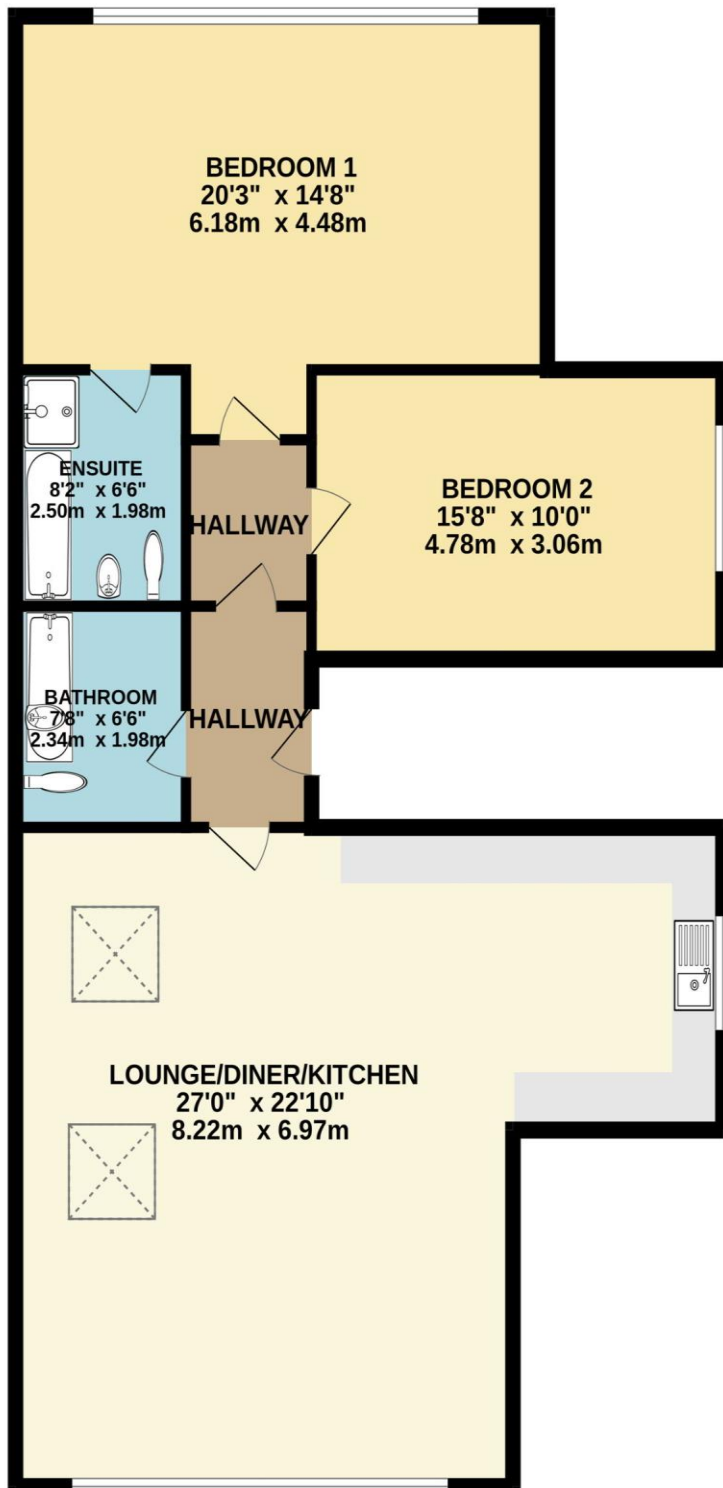 BEDROOM 1
20'3" x 14'8"
6.18m x 4.48m
ENSUITE
8'2" x 6'6"
2.50m x 1.98m
HALLWAY
BEDROOM 2
15'8" x 10'0"
4.78m x 3.06m
BATHROOM
7'8" x 6'6"
2.34m x 1.98m
HALLWAY
LOUNGE/DINER/KITCHEN
27'0" x 22'10"
8.22m x 6.97m